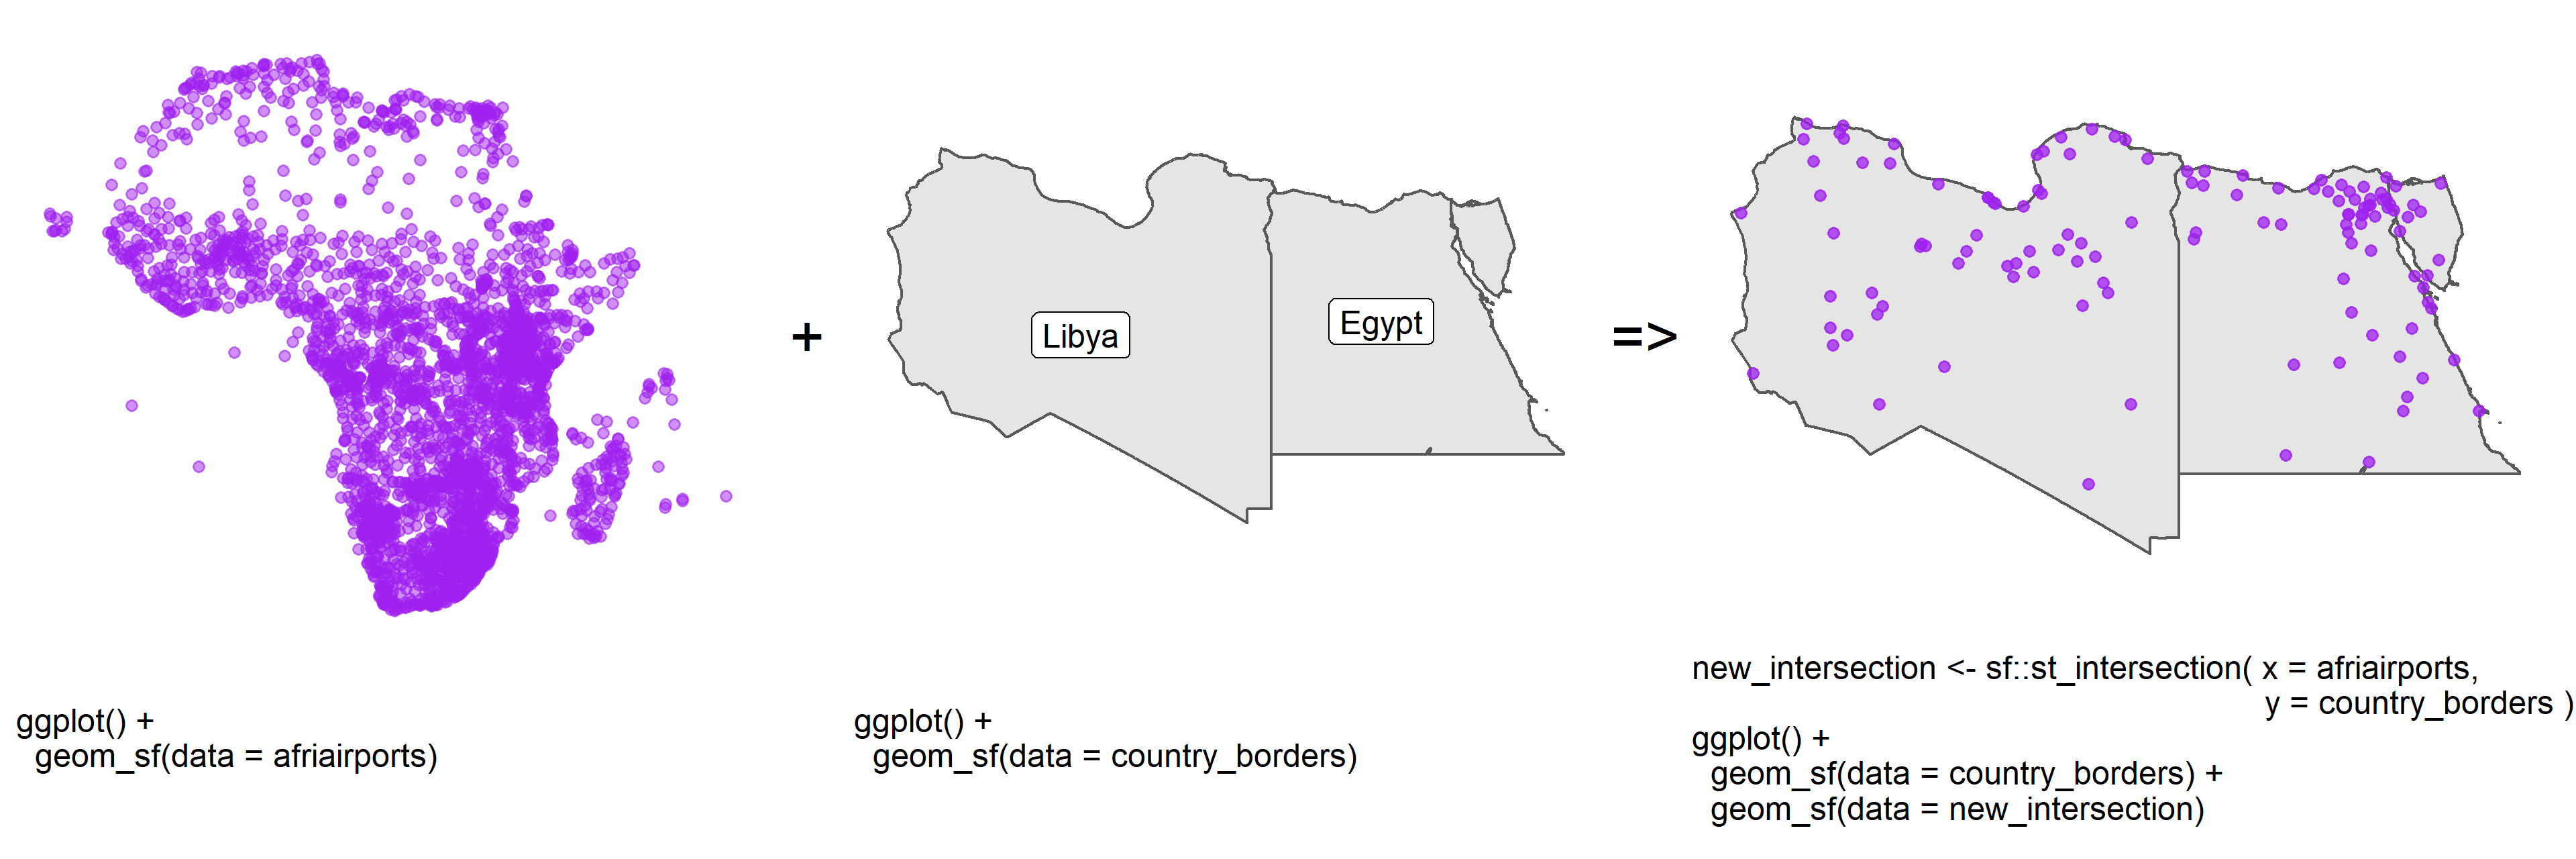 +
Libya
Egypt
=>
ggplot() +
geom_sf(data = afriairports)
ggplot() +
geom_sf(data = country_borders)
new_intersection <- sf::st_intersection( x = afriairports,
y = country_borders )
ggplot() +
geom_sf(data = country_borders) +
geom_sf(data = new_intersection)